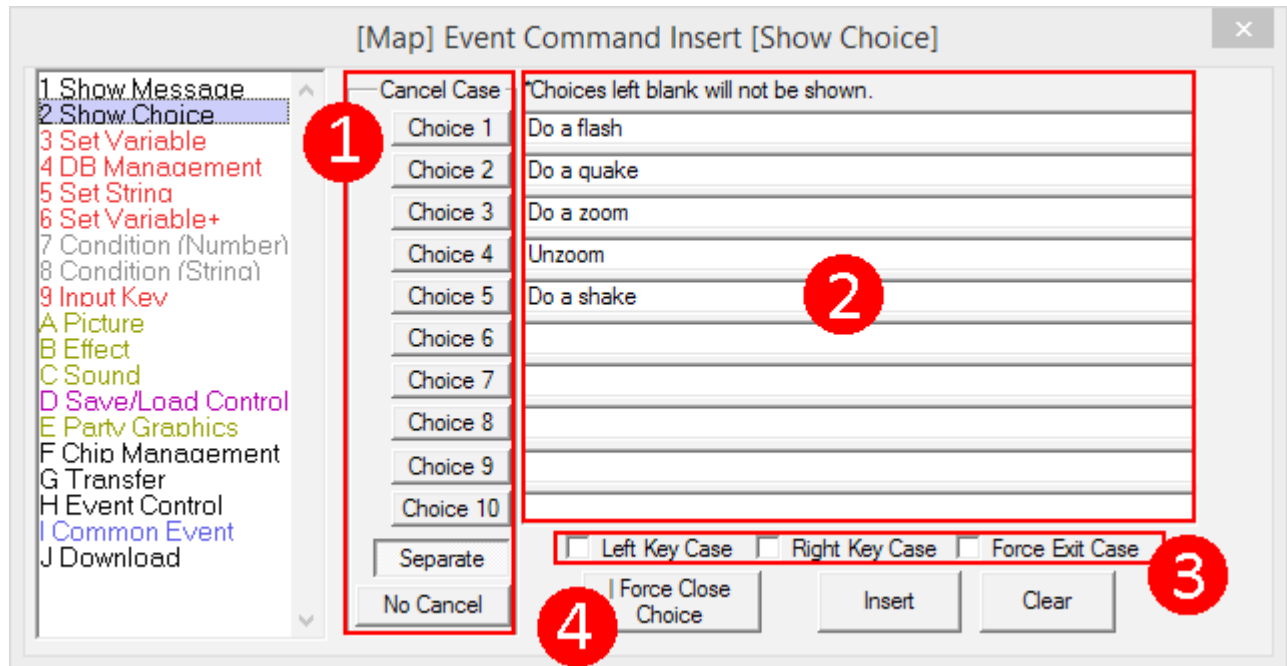 [Map] Event Command Insert [Show Choice]
×
1 Show Message
2 Show Choice
3 Set Variable
4 DB Management
5 Set String
6 Set Variable+
7 Condition (Number)
8 Condition (String)
9 Input Key
A Picture
B Effect
C Sound
D Save/Load Control
E Party Graphics
F Chip Management
G Transfer
H Event Control
I Common Event
J Download
1
Cancel Case
*Choices left blank will not be shown.
Choice 1 Do a flash
Choice 2 Do a quake
Choice 3 Do a zoom
Choice 4 Unzoom
Choice 5 Do a shake
2
Choice 6
Choice 7
Choice 8
Choice 9
Choice 10
Separate
No Cancel
Left Key Case Right Key Case Force Exit Case
3
4
| Force Close
Choice
Insert
Clear